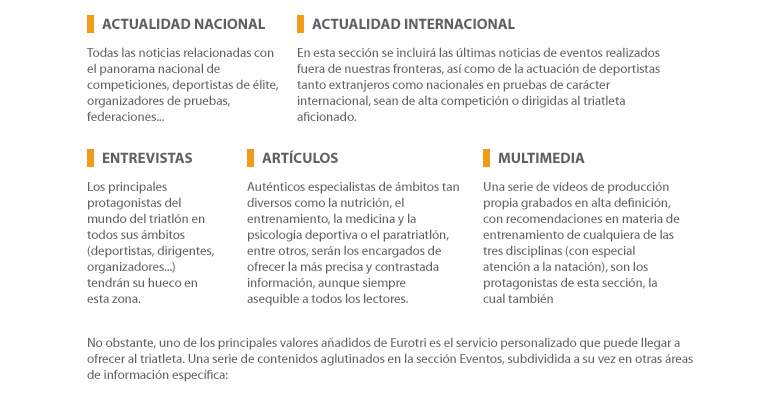 ACTUALIDAD NACIONAL
Todas las noticias relacionadas con
el panorama nacional de
competiciones, deportistas de élite,
organizadores de pruebas,
federaciones...
ACTUALIDAD INTERNACIONAL
En esta sección se incluirá las últimas noticias de eventos realizados
fuera de nuestras fronteras, así como de la actuación de deportistas
tanto extranjeros como nacionales en pruebas de carácter
internacional, sean de alta competición o dirigidas al triatleta
aficionado.
ENTREVISTAS
Los principales
protagonistas del
mundo del triatlón en
todos sus ámbitos
(deportistas, dirigentes,
organizadores...)
tendrán su hueco en
esta zona.
ARTÍCULOS
Auténticos especialistas de ámbitos tan
diversos como la nutrición, el
entrenamiento, la medicina y la
psicología deportiva o el paratriatlón,
entre otros, serán los encargados de
ofrecer la más precisa y contrastada
información, aunque siempre
asequible a todos los lectores.
MULTIMEDIA
Una serie de vídeos de producción
propia grabados en alta definición,
con recomendaciones en materia de
entrenamiento de cualquiera de las
tres disciplinas (con especial
atención a la natación), son los
protagonistas de esta sección, la
cual también
No obstante, uno de los principales valores añadidos de Eurotri es el servicio personalizado que puede llegar a
ofrecer al triatleta. Una serie de contenidos aglutinados en la sección Eventos, subdividida a su vez en otras áreas
de información específica: